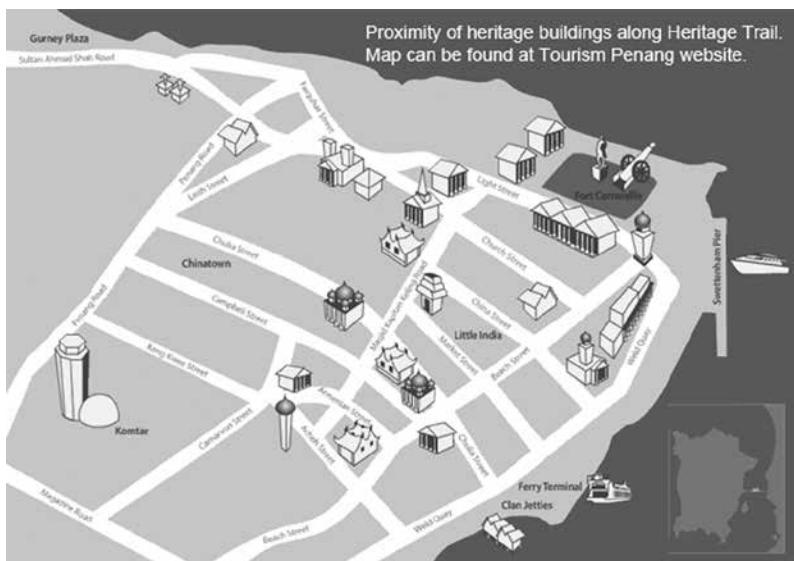 Proximity of heritage buildings along Heritage Trail.
Map can be found at Tourism Penang website.
Gurney Plaza
Sultan Ahmad Shah Road
Farquhar Street
Penang Road
Leith Street
Light Street
Fort Cornwallis
Swettenham Pier
Chulia Street
Chinatown
Church Street
Masjid Kapitan Keling Road
Penang Road
Campbell Street
China Street
Little India
Market Street
Beach Street
Weld Quay
Armenian Street
Komtar
Carnarvon Street
Acheh Street
Chulia Street
Ferry Terminal
Clan Jetties
Magazine Road
Beach Street
Weld Quay